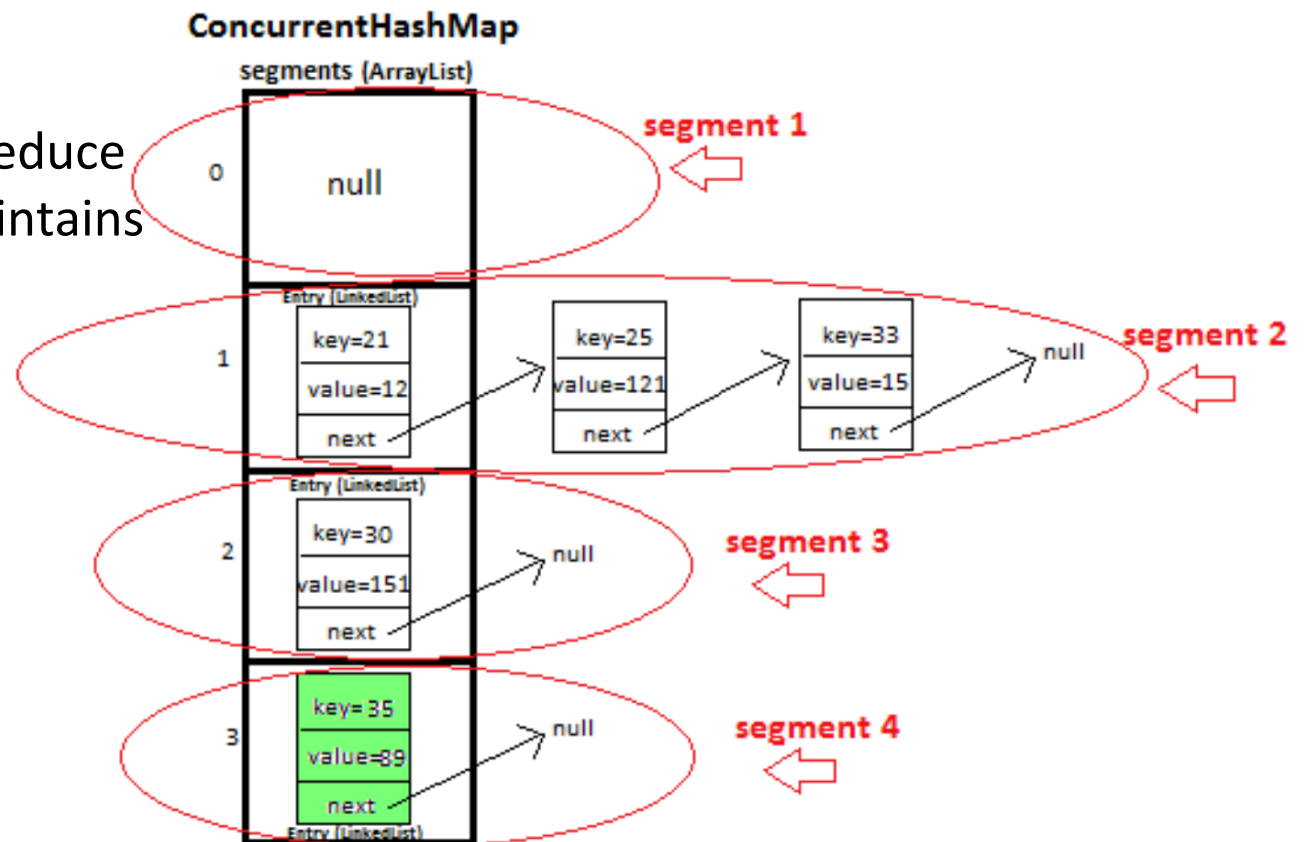 ConcurrentHashMap
segments (ArrayList)
segment 1
educe
0
null
intains
Entry (LinkedList)
1
key=21
value=12
next
key=25
value=121
next
key=33
value=15
next
null
segment 2
Entry (LinkedList)
2
key=30
value=151
next
null
segment 3
3
key=35
value=89
next
null
segment 4
Entry (LinkedList)